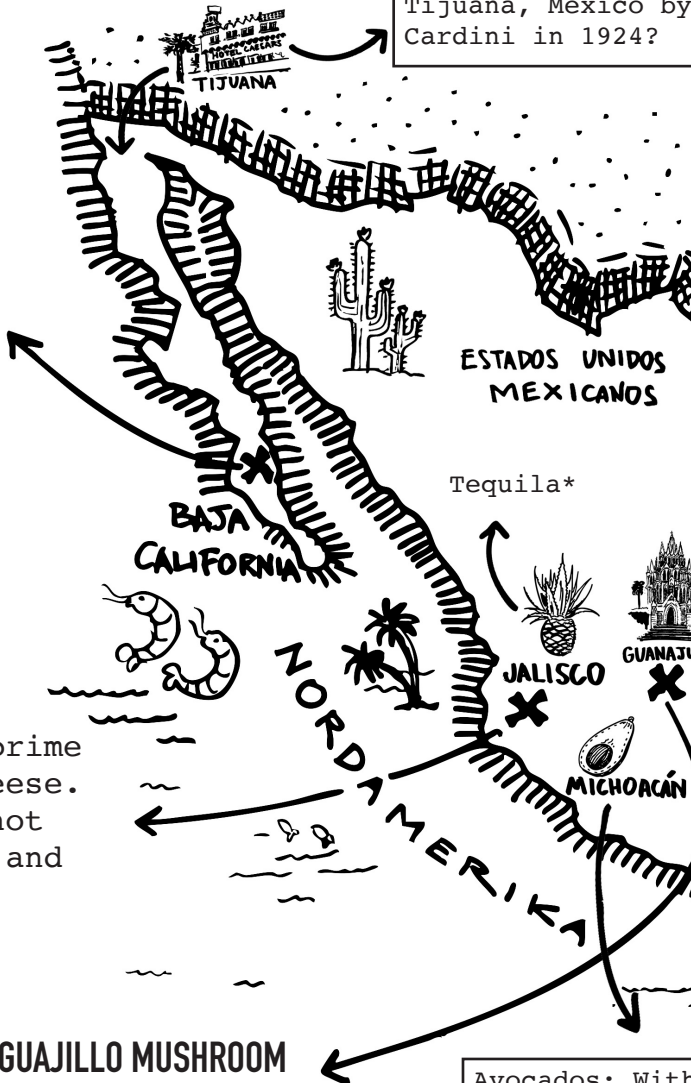 Tijuana, Mexico by
Cardini in 1924?
HOTEL CAESARS
TIJUANA
ESTADOS UNIDOS
MEXICANOS
Tequila*
BAJA
CALIFORNIA
JALISCO
GUANAJU
MICHOACÁN
NORDAMERIKA
prime
eese.
not
and
GUAJILLO MUSHROOM
Avocados: With